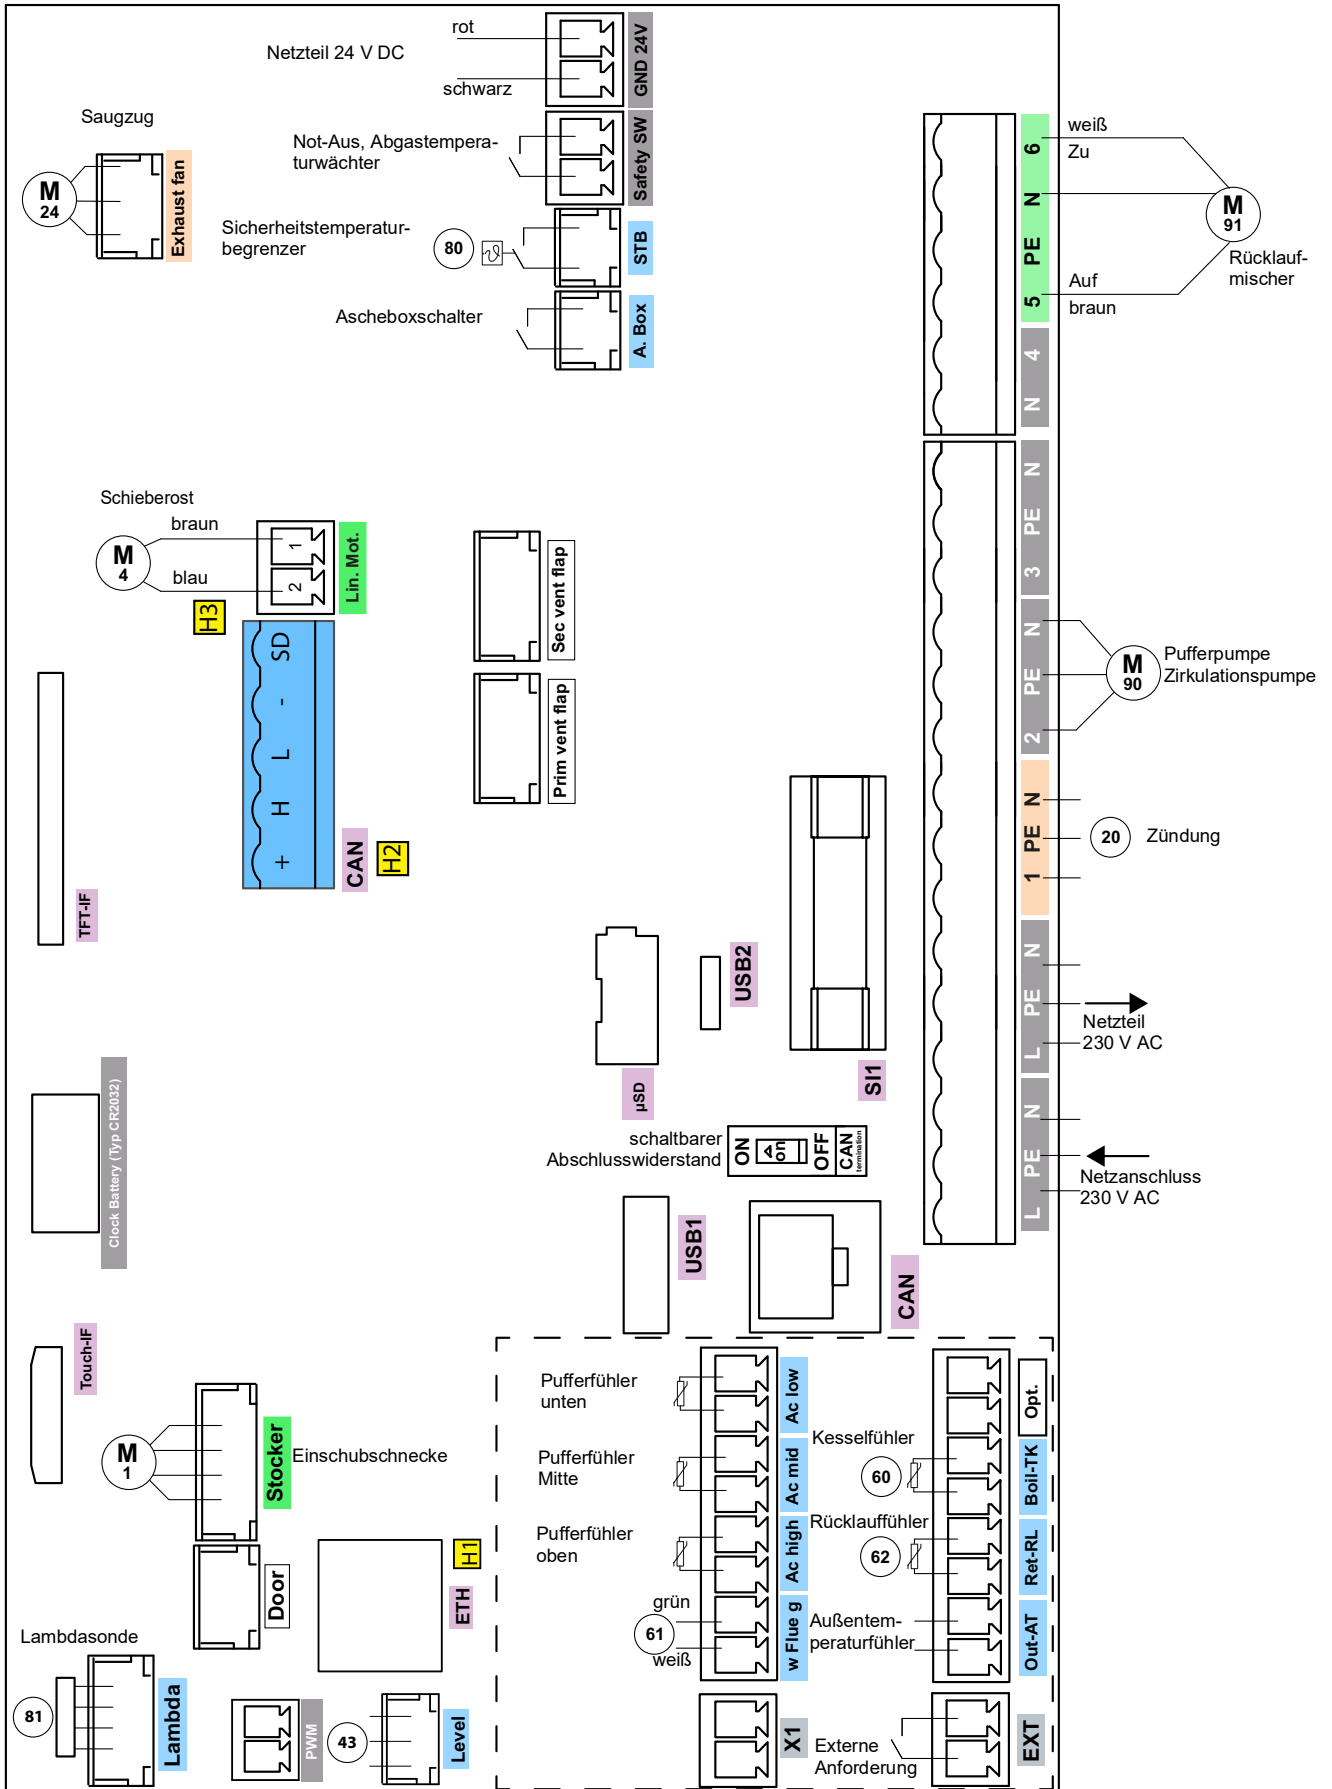 rot
Netzteil 24 V DC
schwarz
GND 24V
Saugzug
M
24
Exhaust fan
Not-Aus, Abgastempera-
turwächter
Safety SW
Sicherheitstemperatur-
begrenzer
80
STB
Ascheboxschalter
A. Box
weiß
Zu
6
N
PE
5
M
91
Rücklauf-
mischer
Auf
braun
4
N
Schieberost
braun
M
4
blau
1
2
Lin. Mot.
H3
SD
-
L
H
+
CAN
H2
Sec vent flap
Prim vent flap
N
PE
3
N
PE
2
M
90
Pufferpumpe
Zirkulationspumpe
N
PE
1
20
Zündung
TFT-IF
µSD
USB2
SI1
N
PE
L
Netzteil
230 V AC
N
PE
L
Netzanschluss
230 V AC
Clock Battery (Typ CR2032)
schaltbarer
Abschlusswiderstand
ON
on
OFF
CAN
termination
USB1
CAN
Touch-IF
M
1
Stocker
Einschubschnecke
Door
H1
ETH
Pufferfühler
unten
Ac low
Pufferfühler
Mitte
Ac mid
Pufferfühler
oben
Ac high
grün
61
weiß
w Flue g
Opt.
Kesselfühler
60
Boil-TK
Rücklauffühler
62
Ret-RL
Außentem-
peraturfühler
Out-AT
Lambdasonde
81
Lambda
PWM
43
Level
X1
Externe
Anforderung
EXT